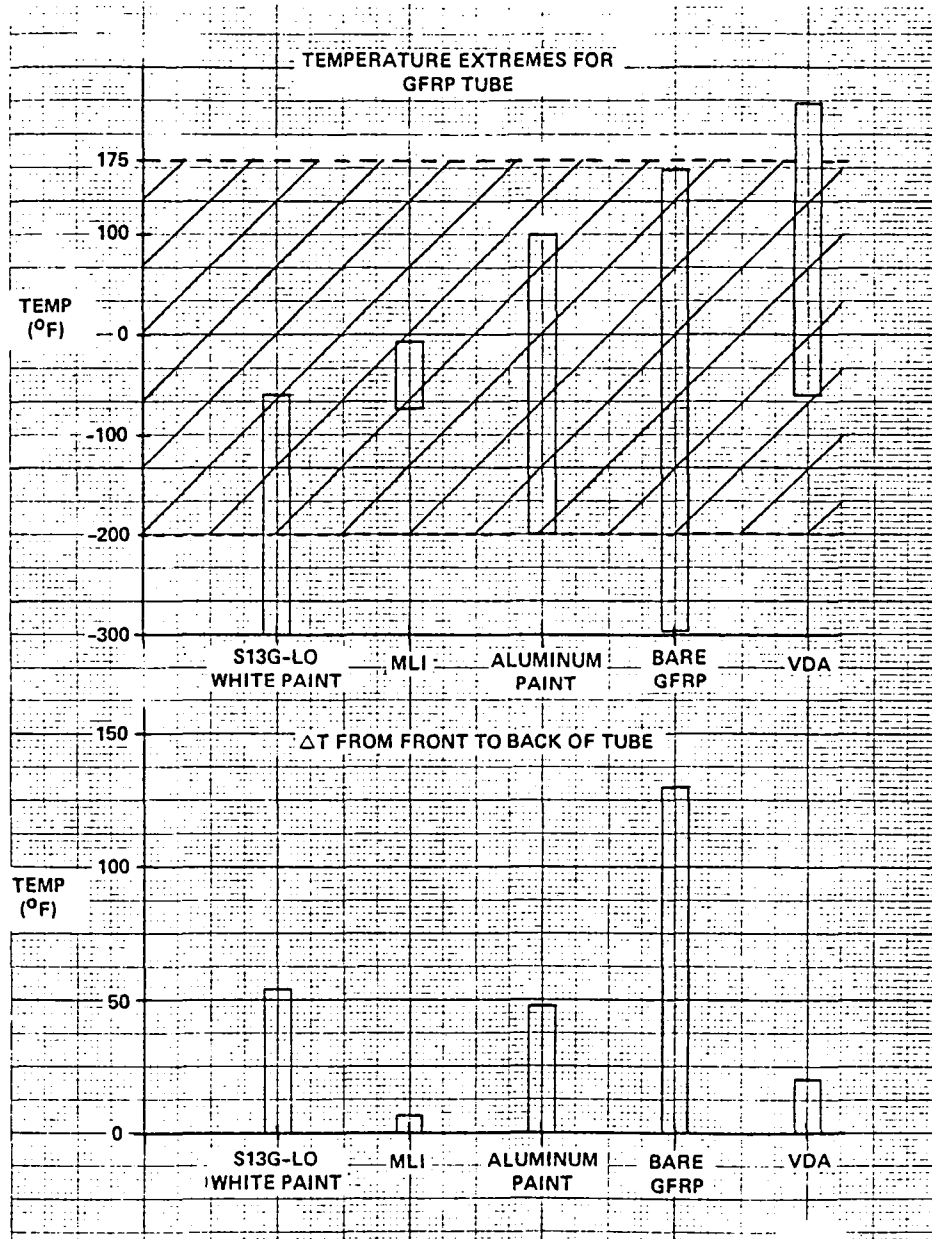 TEMPERATURE EXTREMES FOR
GFRP TUBE
175
100
TEMP
(°F)
0
-100
-200
-300
S13G-LO
WHITE PAINT
MLI
ALUMINUM
PAINT
BARE
GFRP
VDA
150
ΔT FROM FRONT TO BACK OF TUBE
100
TEMP
(°F)
50
0
S13G-LO
WHITE PAINT
MLI
ALUMINUM
PAINT
BARE
GFRP
VDA